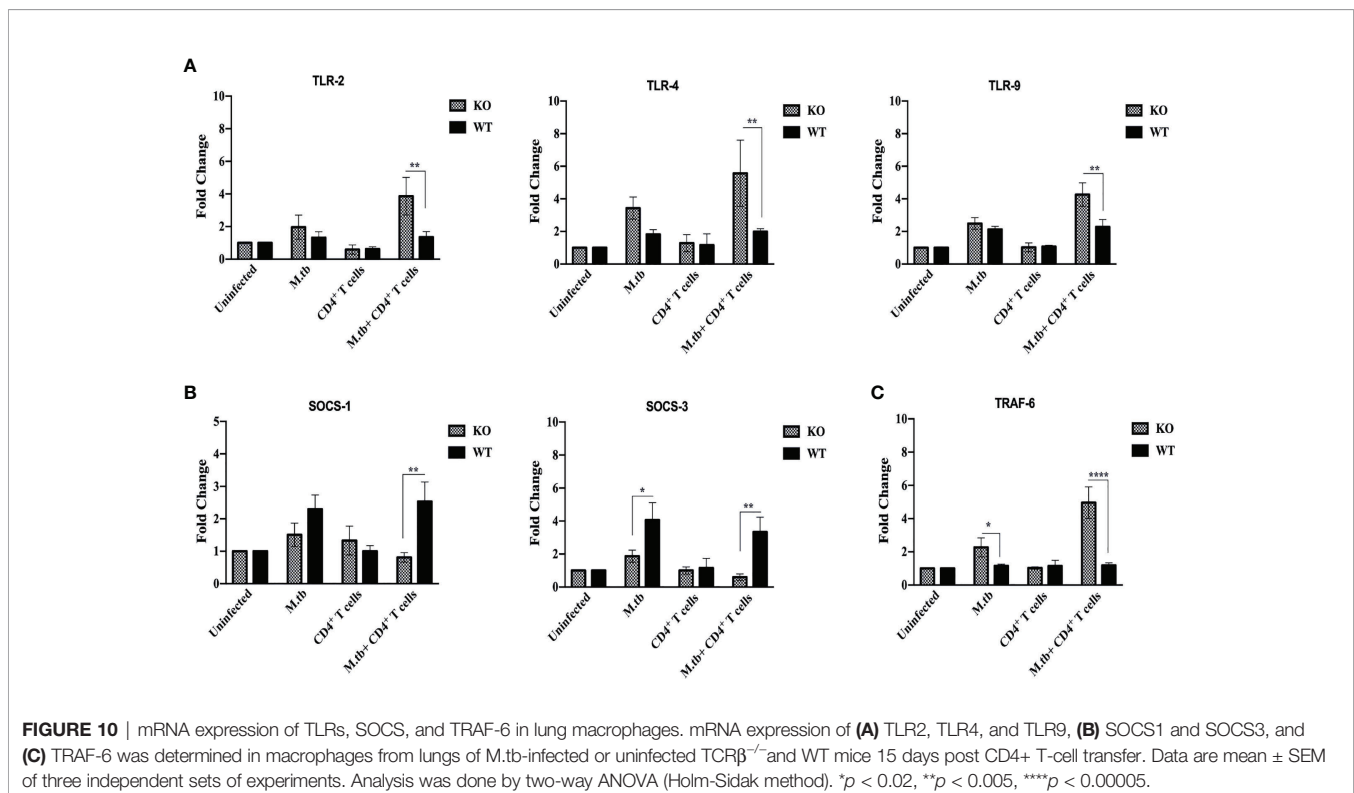 A
TLR-2
Fold Change
10
8
6
4
2
0
**
KO
WT
Uninfected
M.tb
CD4⁺ T cells
M.tb+ CD4⁺ T cells
TLR-4
Fold Change
10
8
6
4
2
0
**
KO
WT
Uninfected
M.tb
CD4⁺ T cells
M.tb+ CD4⁺ T cells
TLR-9
Fold Change
10
8
6
4
2
0
**
KO
WT
Uninfected
M.tb
CD4⁺ T cells
M.tb+ CD4⁺ T cells
B
SOCS-1
Fold Change
5
4
3
2
1
0
**
KO
WT
Uninfected
M.tb
CD4⁺ T cells
M.tb+ CD4⁺ T cells
SOCS-3
Fold Change
10
8
6
4
2
0
*
**
KO
WT
Uninfected
M.tb
CD4⁺ T cells
M.tb+ CD4⁺ T cells
C
TRAF-6
Fold Change
10
8
6
4
2
0
*
****
KO
WT
Uninfected
M.tb
CD4⁺ T cells
M.tb+ CD4⁺ T cells
FIGURE 10 | mRNA expression of TLRs, SOCS, and TRAF-6 in lung macrophages. mRNA expression of (A) TLR2, TLR4, and TLR9, (B) SOCS1 and SOCS3, and
(C) TRAF-6 was determined in macrophages from lungs of M.tb-infected or uninfected TCRβ⁻/⁻and WT mice 15 days post CD4+ T-cell transfer. Data are mean ± SEM
of three independent sets of experiments. Analysis was done by two-way ANOVA (Holm-Sidak method). *p < 0.02, **p < 0.005, ****p < 0.00005.